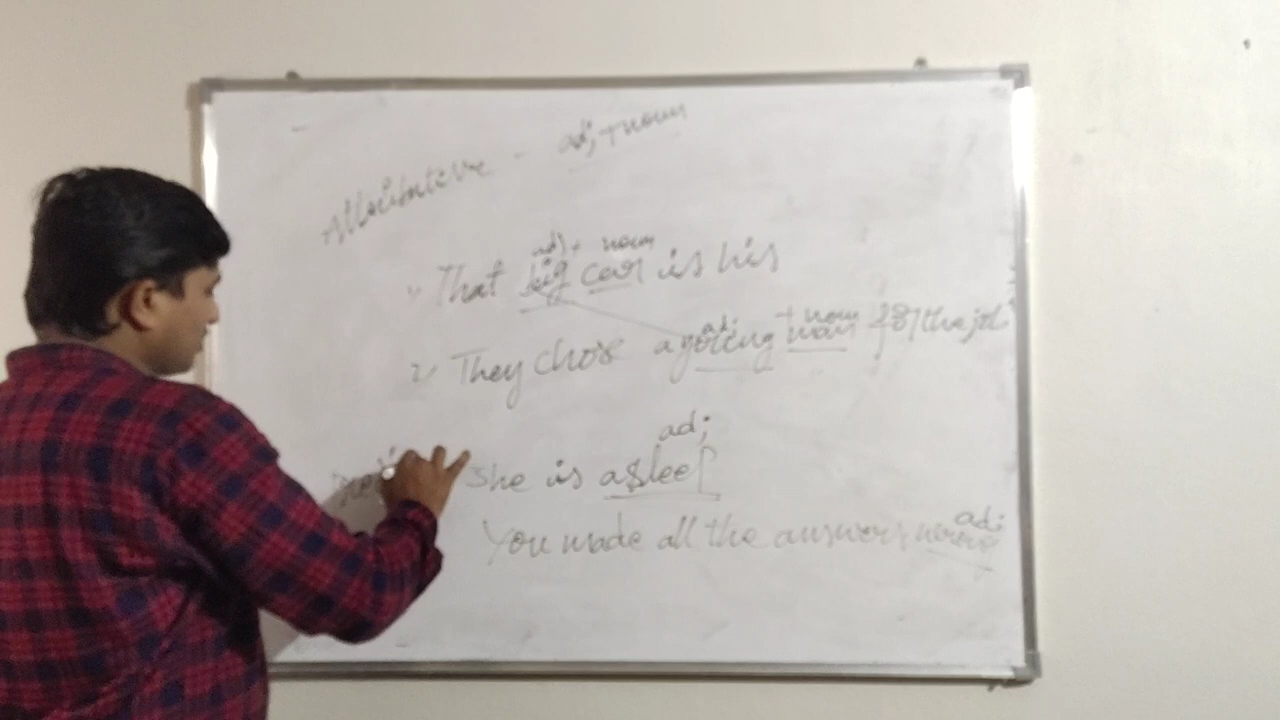 Attributive - adj + noun
adj + noun
1) That big car is his
adj + noun
2) They chose a young man for the job
adj
She is asleep
adj
You made all the answers wrong